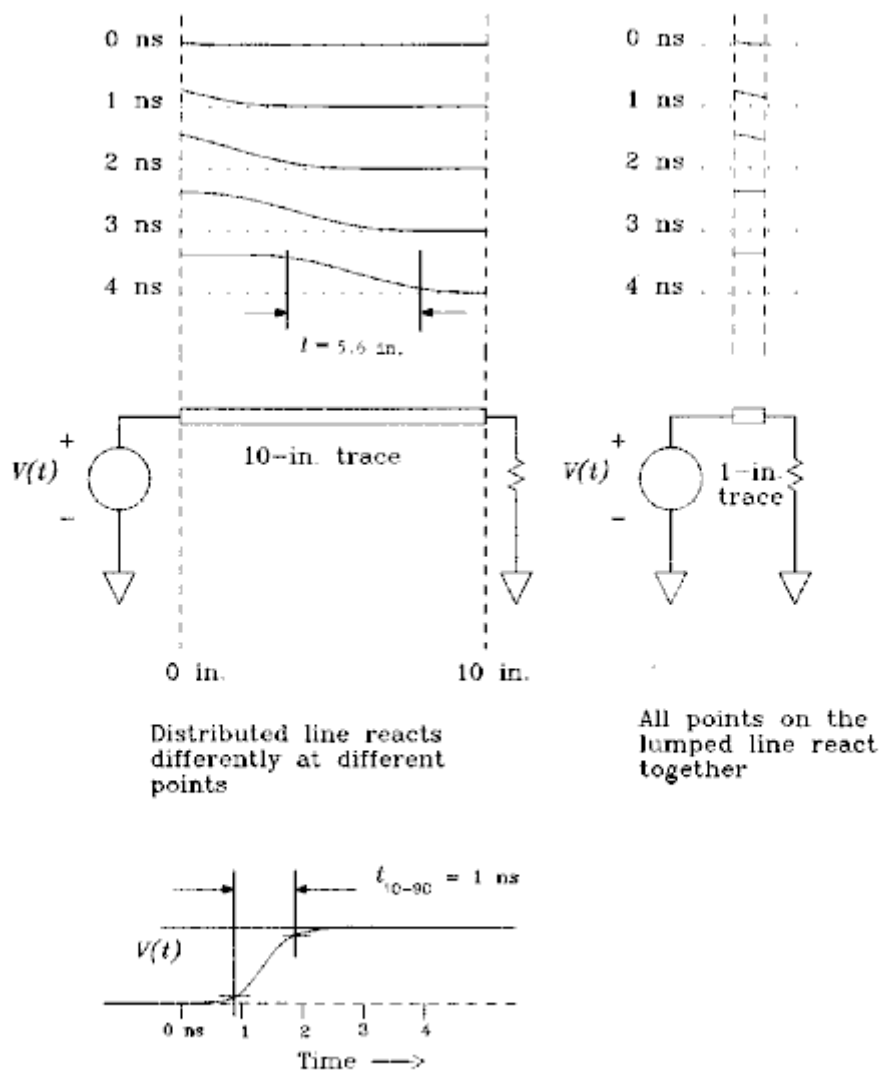 0 ns
1 ns
2 ns
3 ns
4 ns
l = 5.6 in.
+
V(t)
−
10-in. trace
0 in.
10 in.
Distributed line reacts
differently at different
points
0 ns
1 ns
2 ns
3 ns
4 ns
+
V(t)
−
1-in.
trace
All points on the
lumped line react
together
t10-90 = 1 ns
V(t)
0 ns 1 2 3 4
Time